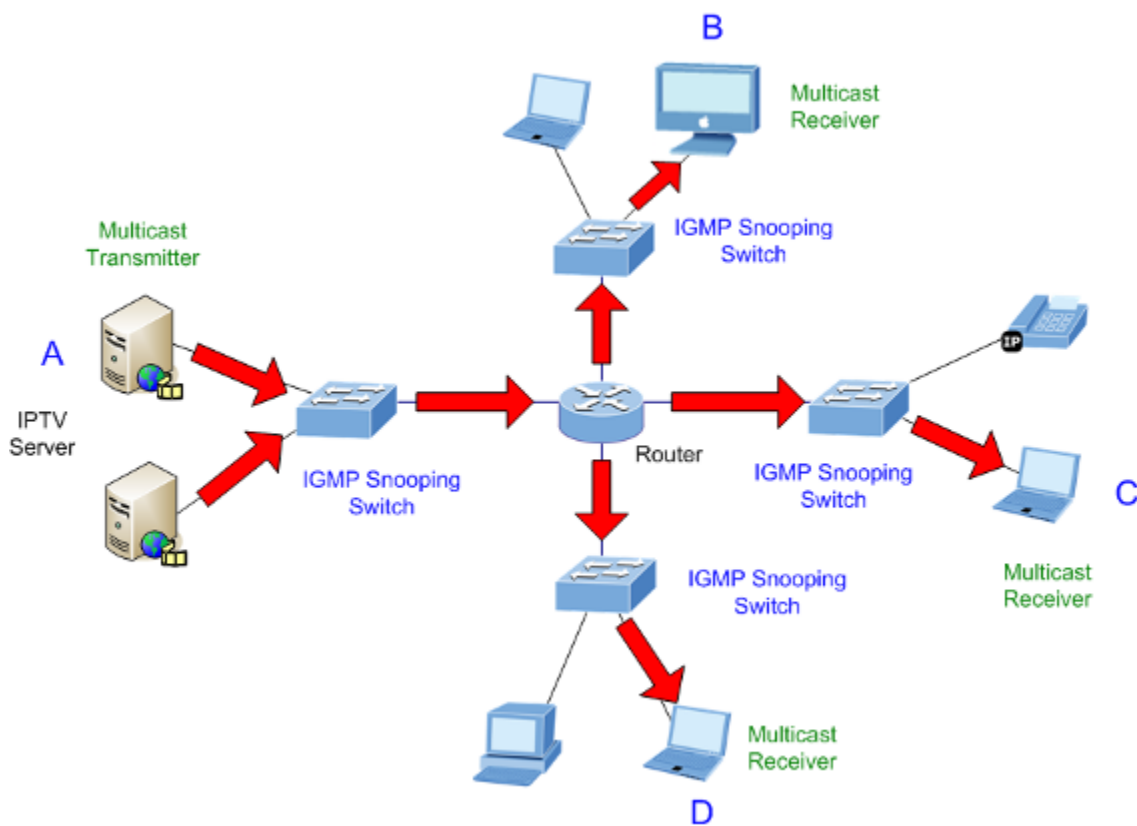 B
Multicast
Receiver
IGMP Snooping
Switch
Multicast
Transmitter
A
IPTV
Server
IGMP Snooping
Switch
Router
IP
IGMP Snooping
Switch
C
Multicast
Receiver
IGMP Snooping
Switch
Multicast
Receiver
D